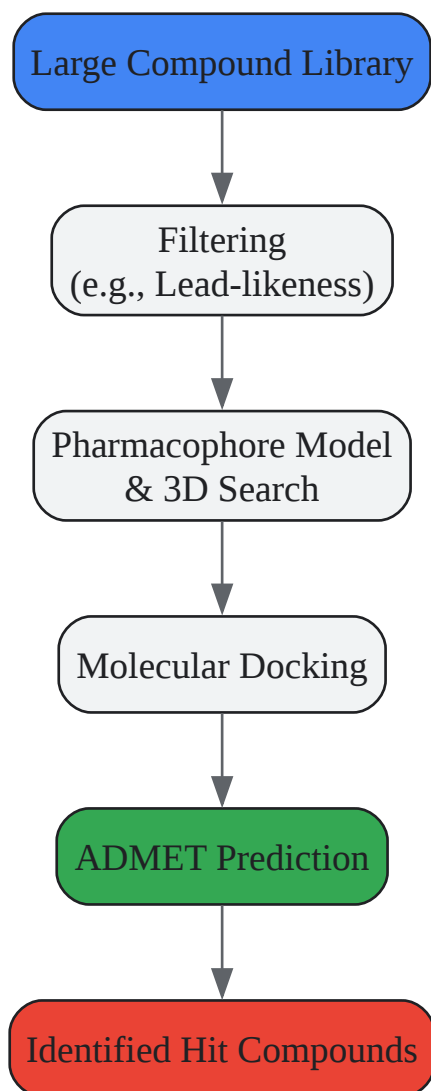 Large Compound Library
Filtering
(e.g., Lead-likeness)
Pharmacophore Model
& 3D Search
Molecular Docking
ADMET Prediction
Identified Hit Compounds